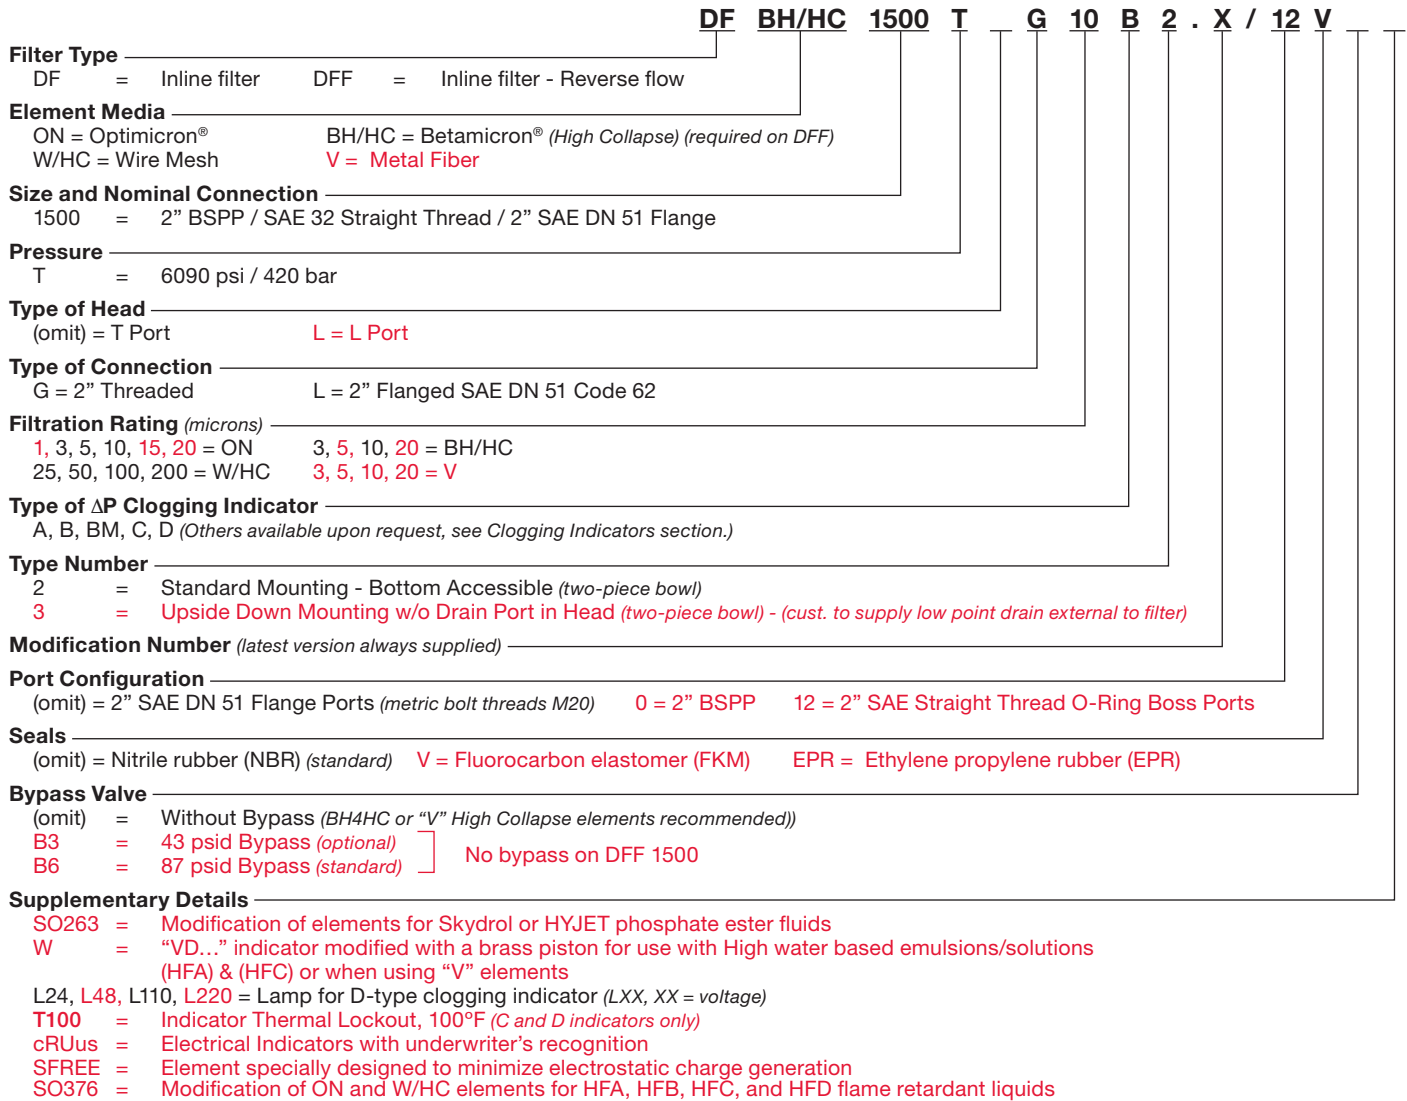 DF BH/HC 1500 T _ G 10 B 2 . X / 12 V _ _
Filter Type
DF = Inline filter DFF = Inline filter - Reverse flow
Element Media
ON = Optimicron® BH/HC = Betamicron® (High Collapse) (required on DFF)
W/HC = Wire Mesh V = Metal Fiber
Size and Nominal Connection
1500 = 2” BSPP / SAE 32 Straight Thread / 2” SAE DN 51 Flange
Pressure
T = 6090 psi / 420 bar
Type of Head
(omit) = T Port L = L Port
Type of Connection
G = 2” Threaded L = 2” Flanged SAE DN 51 Code 62
Filtration Rating (microns)
1, 3, 5, 10, 15, 20 = ON 3, 5, 10, 20 = BH/HC
25, 50, 100, 200 = W/HC 3, 5, 10, 20 = V
Type of ΔP Clogging Indicator
A, B, BM, C, D (Others available upon request, see Clogging Indicators section.)
Type Number
2 = Standard Mounting - Bottom Accessible (two-piece bowl)
3 = Upside Down Mounting w/o Drain Port in Head (two-piece bowl) - (cust. to supply low point drain external to filter)
Modification Number (latest version always supplied)
Port Configuration
(omit) = 2” SAE DN 51 Flange Ports (metric bolt threads M20) 0 = 2” BSPP 12 = 2” SAE Straight Thread O-Ring Boss Ports
Seals
(omit) = Nitrile rubber (NBR) (standard) V = Fluorocarbon elastomer (FKM) EPR = Ethylene propylene rubber (EPR)
Bypass Valve
(omit) = Without Bypass (BH4HC or “V” High Collapse elements recommended))
B3 = 43 psid Bypass (optional)
B6 = 87 psid Bypass (standard)
No bypass on DFF 1500
Supplementary Details
SO263 = Modification of elements for Skydrol or HYJET phosphate ester fluids
W = “VD…” indicator modified with a brass piston for use with High water based emulsions/solutions
(HFA) & (HFC) or when using “V” elements
L24, L48, L110, L220 = Lamp for D-type clogging indicator (LXX, XX = voltage)
T100 = Indicator Thermal Lockout, 100ºF (C and D indicators only)
cRUus = Electrical Indicators with underwriter’s recognition
SFREE = Element specially designed to minimize electrostatic charge generation
SO376 = Modification of ON and W/HC elements for HFA, HFB, HFC, and HFD flame retardant liquids